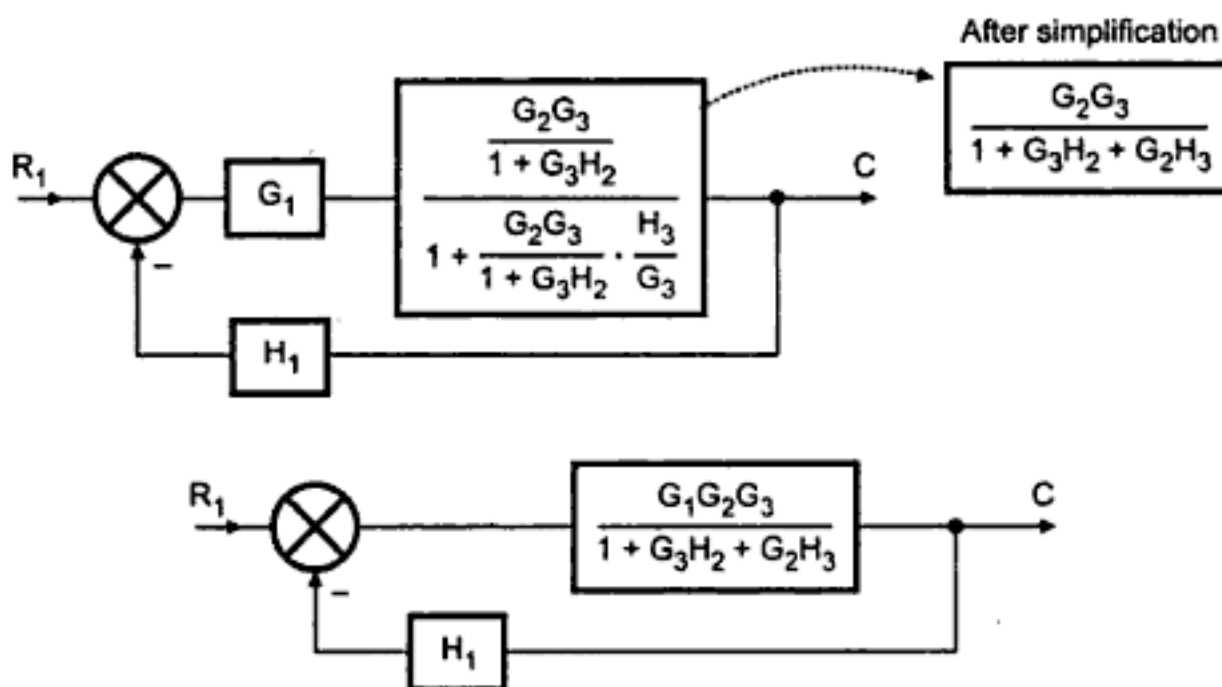 After simplification
G₂G₃
1 + G₃H₂ + G₂H₃
R₁
G₁
G₂G₃
1 + G₃H₂
1 + G₂G₃ / 1 + G₃H₂ · H₃ / G₃
C
–
H₁
R₁
G₁G₂G₃
1 + G₃H₂ + G₂H₃
C
–
H₁